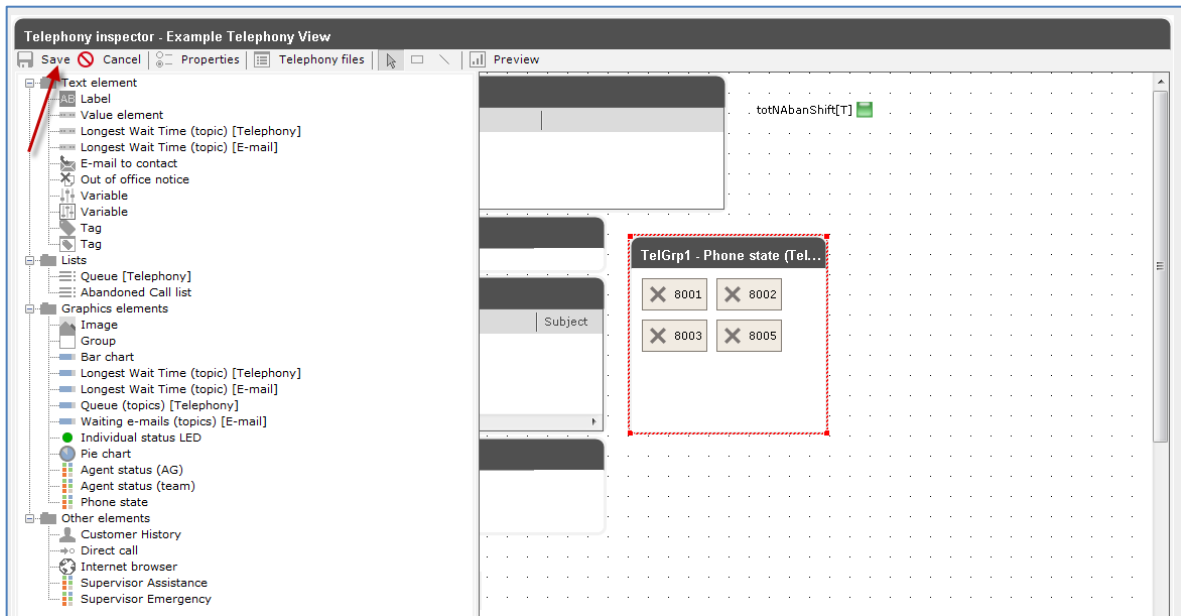 Telephony inspector - Example Telephony View
Save Cancel Properties Telephony files Preview
Text element
AB Label
Value element
Longest Wait Time (topic) [Telephony]
Longest Wait Time (topic) [E-mail]
E-mail to contact
Out of office notice
Variable
Variable
Tag
Tag
Lists
Queue [Telephony]
Abandoned Call list
Graphics elements
Image
Group
Bar chart
Longest Wait Time (topic) [Telephony]
Longest Wait Time (topic) [E-mail]
Queue (topics) [Telephony]
Waiting e-mails (topics) [E-mail]
Individual status LED
Pie chart
Agent status (AG)
Agent status (team)
Phone state
Other elements
Customer History
Direct call
Internet browser
Supervisor Assistance
Supervisor Emergency
totNAbanShift[T]
Subject
TelGrp1 - Phone state (Tel...
8001 8002
8003 8005